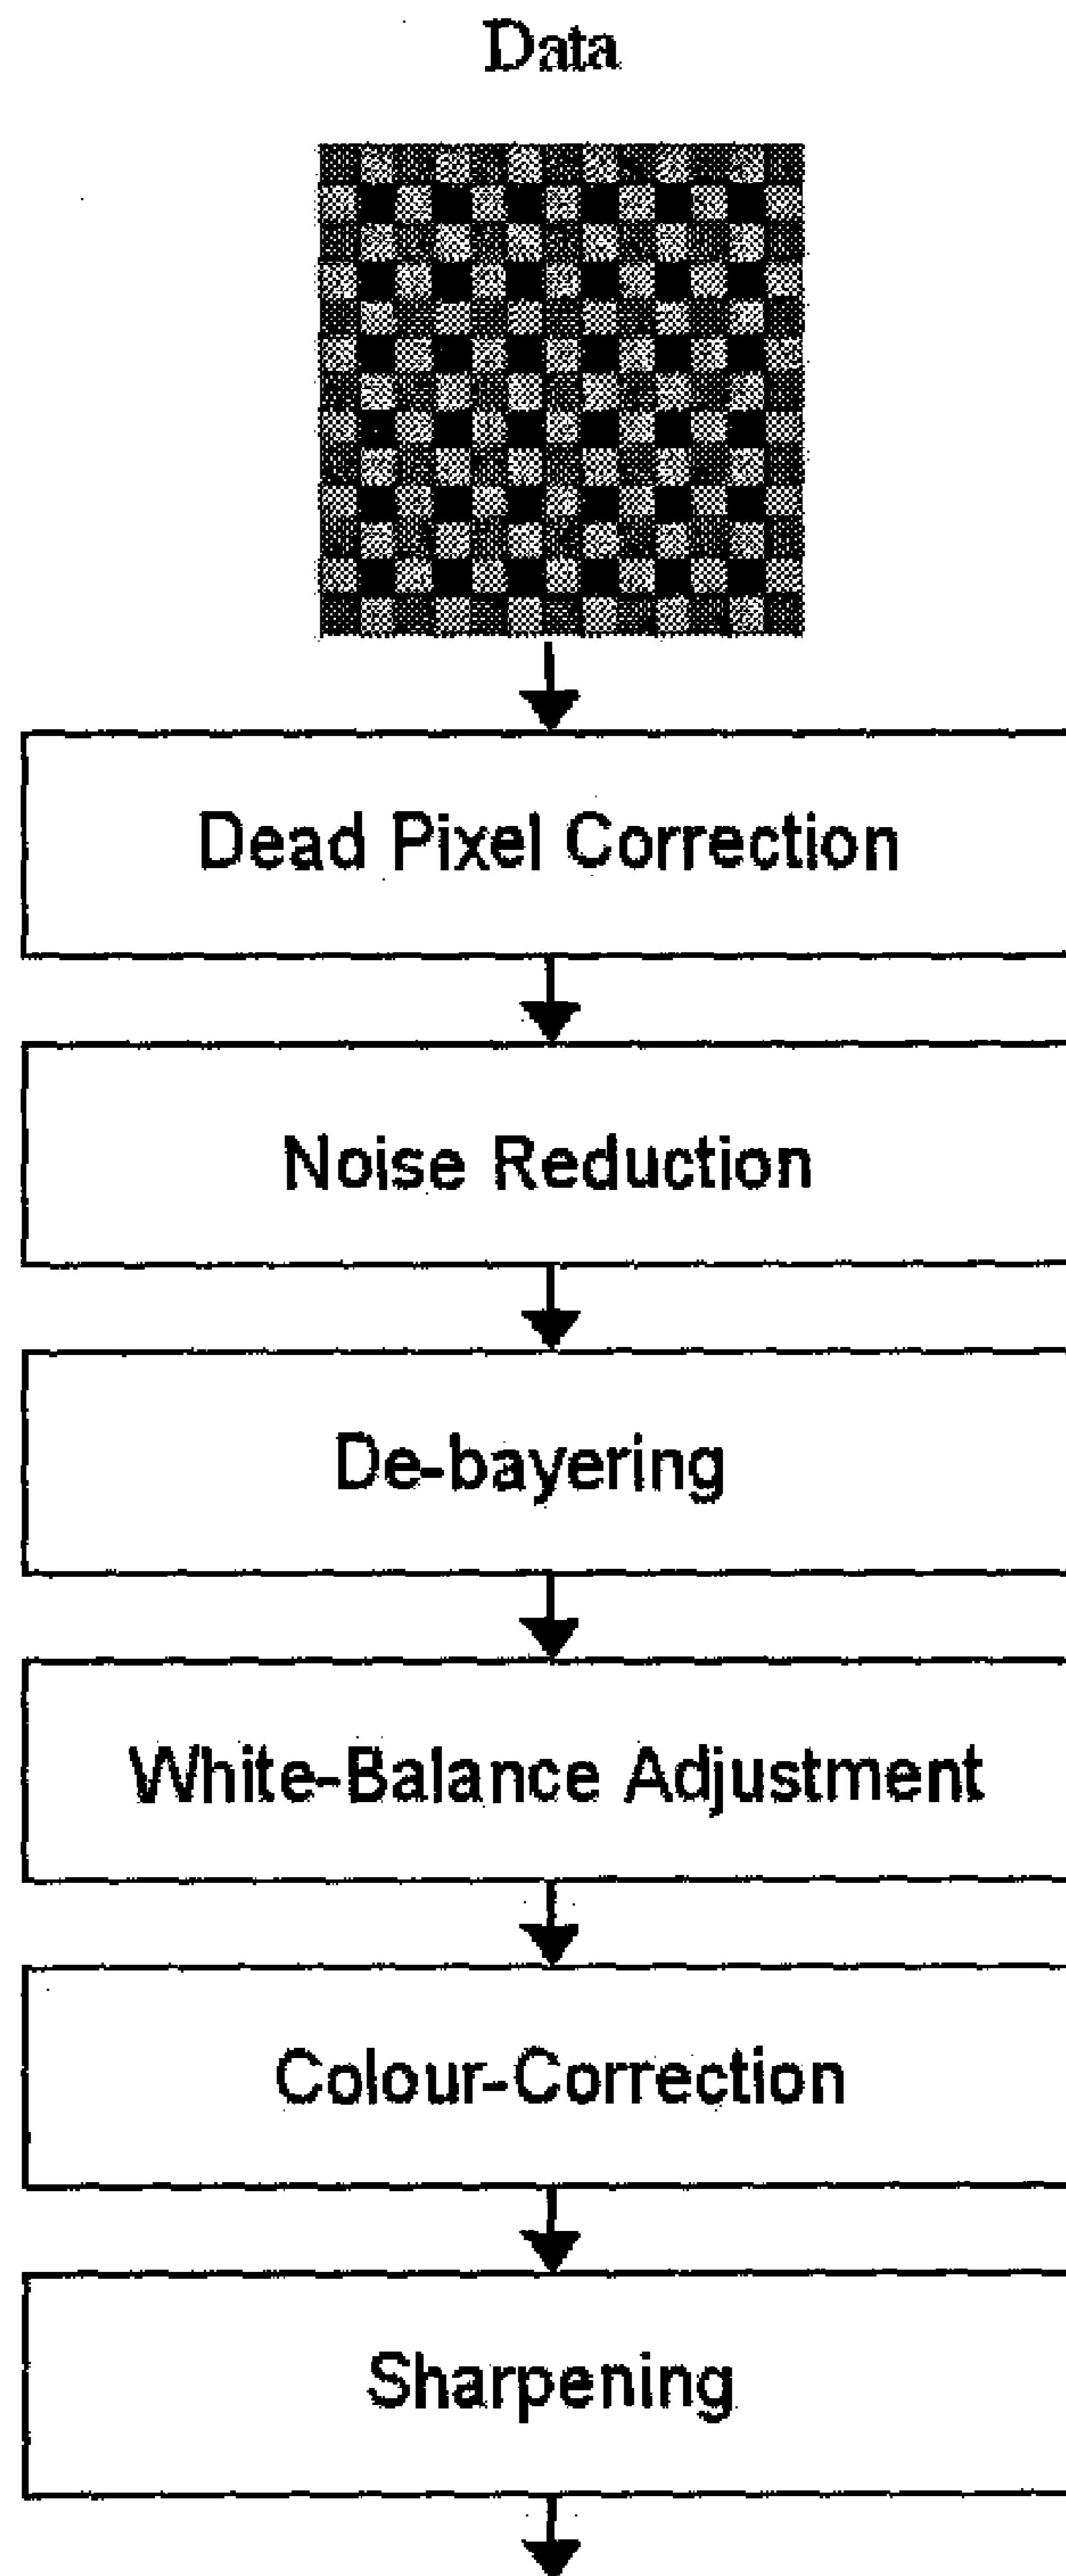 Data
Dead Pixel Correction
Noise Reduction
De-bayering
White-Balance Adjustment
Colour-Correction
Sharpening